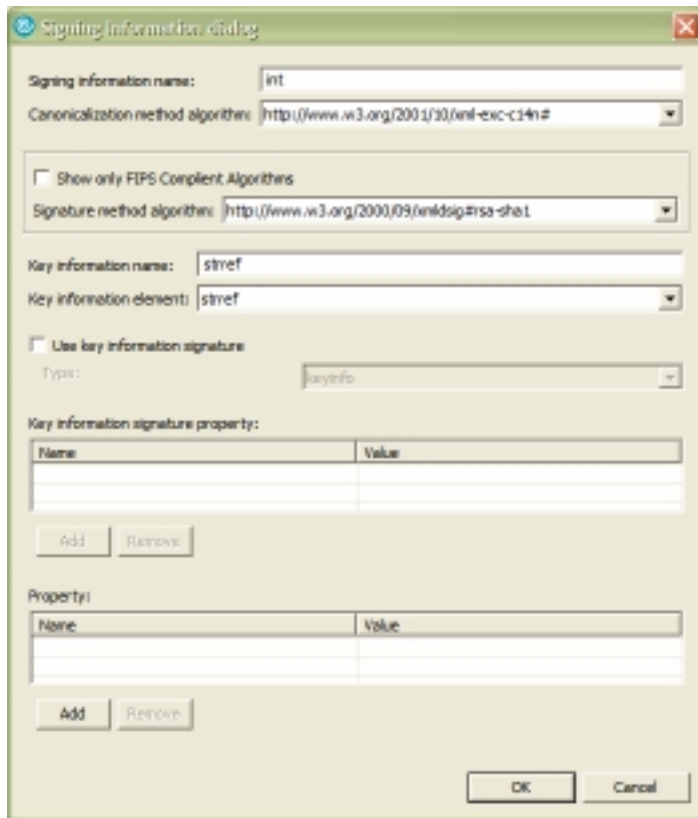 Signing information dialog
Signing information name: int
Canonicalization method algorithm: http://www.w3.org/2001/10/xml-exc-c14n#
Show only FIPS Complient Algorithms
Signature method algorithm: http://www.w3.org/2000/09/xmldsig#rsa-sha1
Key information name: strref
Key information element: strref
Use key information signature
Type: keyinfo
Key information signature property:
Name Value
Add Remove
Property:
Name Value
Add Remove
OK Cancel